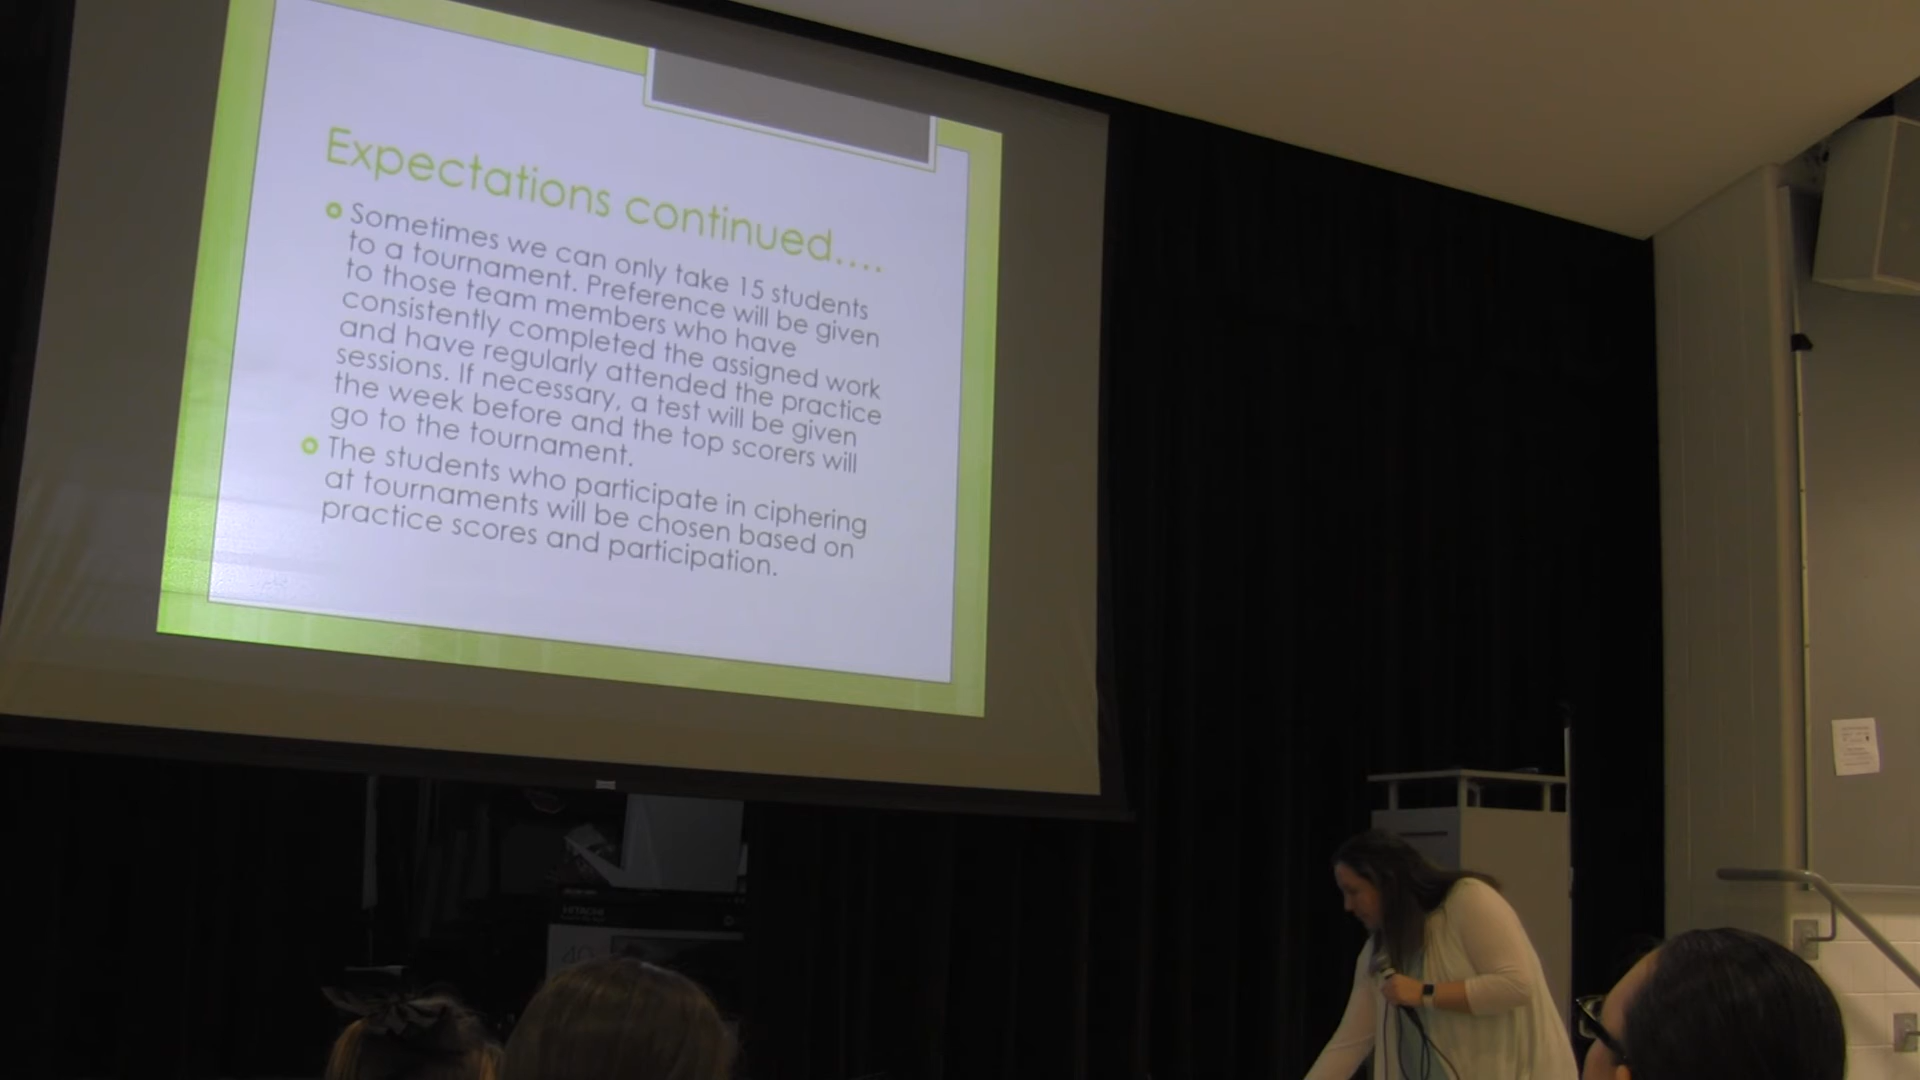 Expectations continued....
Sometimes we can only take 15 students
to a tournament. Preference will be given
to those team members who have
consistently completed the assigned work
and have regularly attended the practice
sessions. If necessary, a test will be given
the week before and the top scorers will
go to the tournament.
The students who participate in ciphering
at tournaments will be chosen based on
practice scores and participation.
HITACHI
40